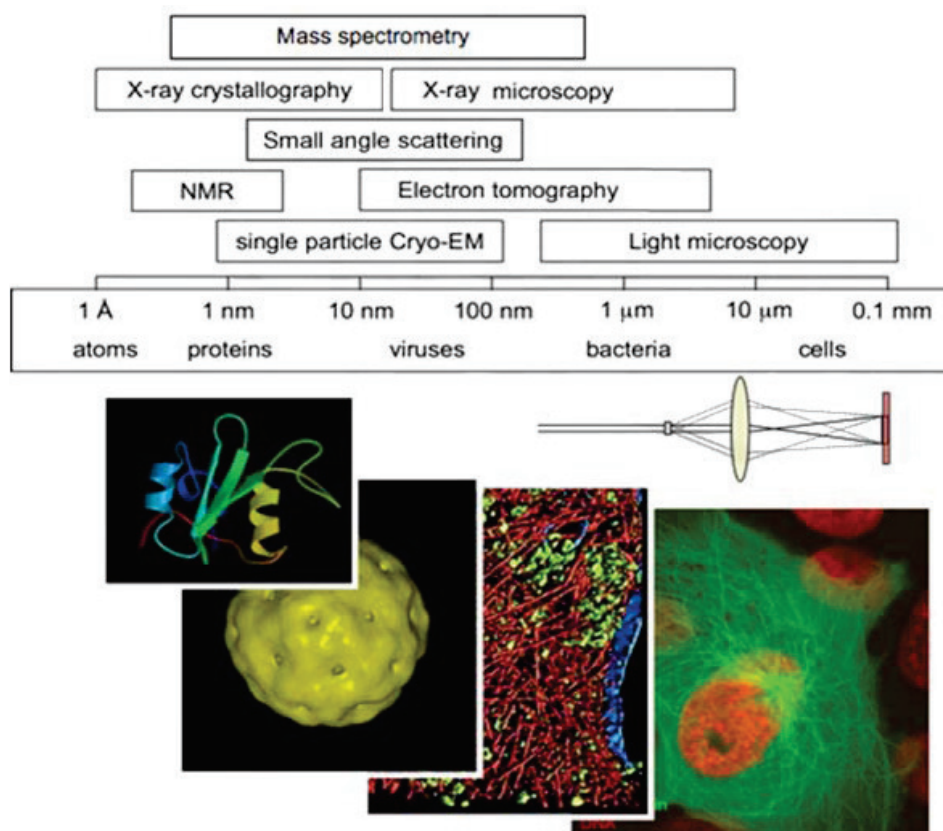 Mass spectrometry
X-ray crystallography X-ray microscopy
Small angle scattering
NMR Electron tomography
single particle Cryo-EM Light microscopy
1 Å 1 nm 10 nm 100 nm 1 μm 10 μm 0.1 mm
atoms proteins viruses bacteria cells